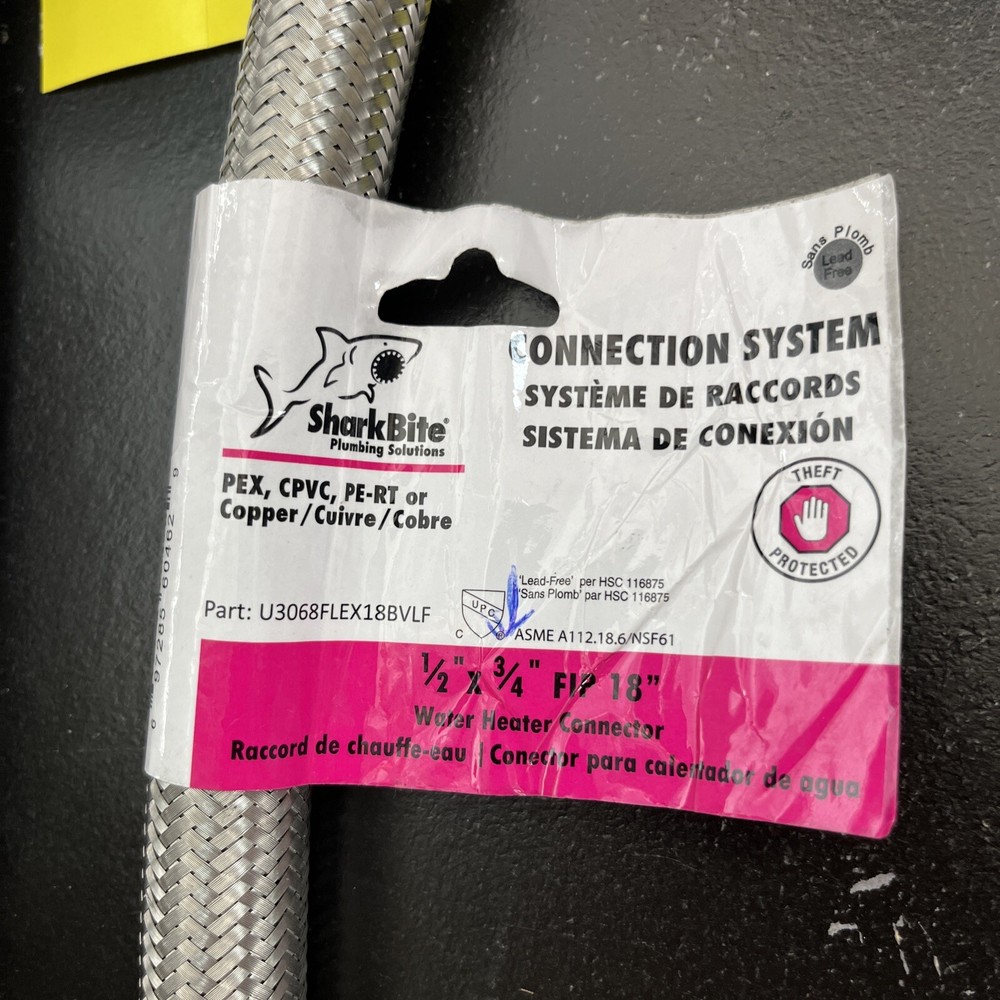 Sans Plomb
Lead
Free
CONNECTION SYSTEM
SYSTÈME DE RACCORDS
SISTEMA DE CONEXIÓN
SharkBite®
Plumbing Solutions
PEX, CPVC, PE-RT or
Copper/Cuivre/Cobre
THEFT
PROTECTED
'Lead-Free' per HSC 116875
'Sans Plomb' par HSC 116875
Part: U3068FLEX18BVLF
UPC
C
®
ASME A112.18.6/NSF61
1/2" X 3/4" FIP 18”
Water Heater Connector
Raccord de chauffe-eau | Conector para calentador de agua